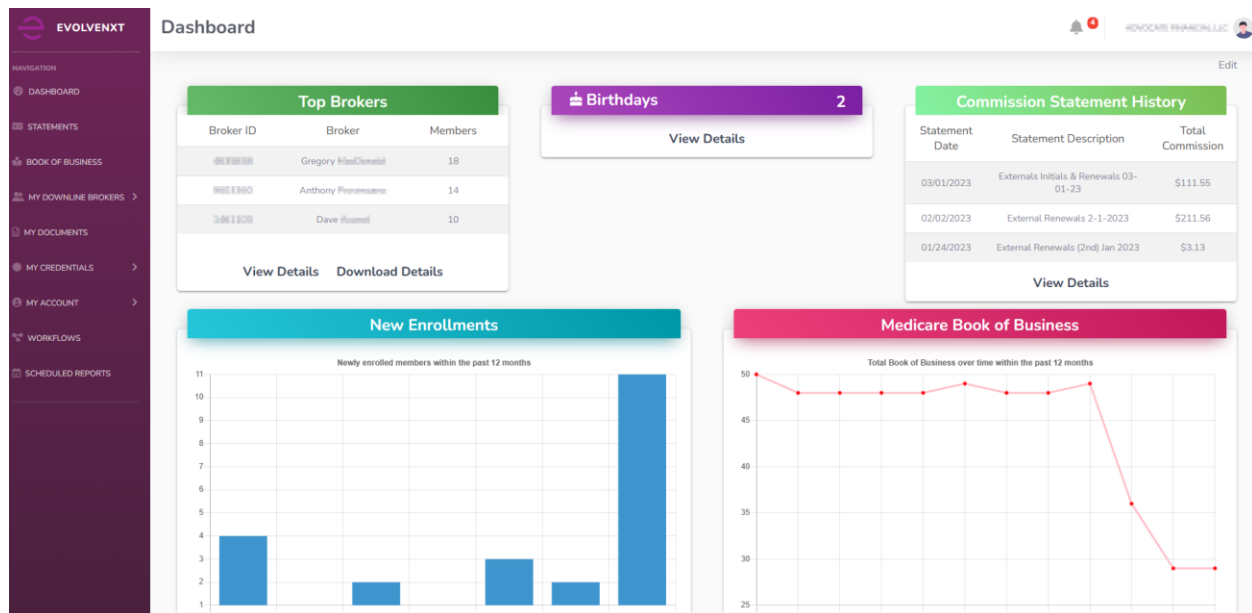 EVOLVENXT
Dashboard
4
NAVIGATION
DASHBOARD
STATEMENTS
BOOK OF BUSINESS
MY DOWNLINE BROKERS
MY DOCUMENTS
MY CREDENTIALS
MY ACCOUNT
WORKFLOWS
SCHEDULED REPORTS
Edit
Top Brokers
Broker ID Broker Members
Gregory 18
Anthony 14
Dave 10
View Details Download Details
Birthdays 2
View Details
Commission Statement History
Statement Date Statement Description Total Commission
03/01/2023 Externals Initials & Renewals 03-01-23 $111.55
02/02/2023 External Renewals 2-1-2023 $211.56
01/24/2023 External Renewals (2nd) Jan 2023 $3.13
View Details
New Enrollments
Newly enrolled members within the past 12 months
11
10
9
8
7
6
5
4
3
2
1
Medicare Book of Business
Total Book of Business over time within the past 12 months
50
45
40
35
30
25